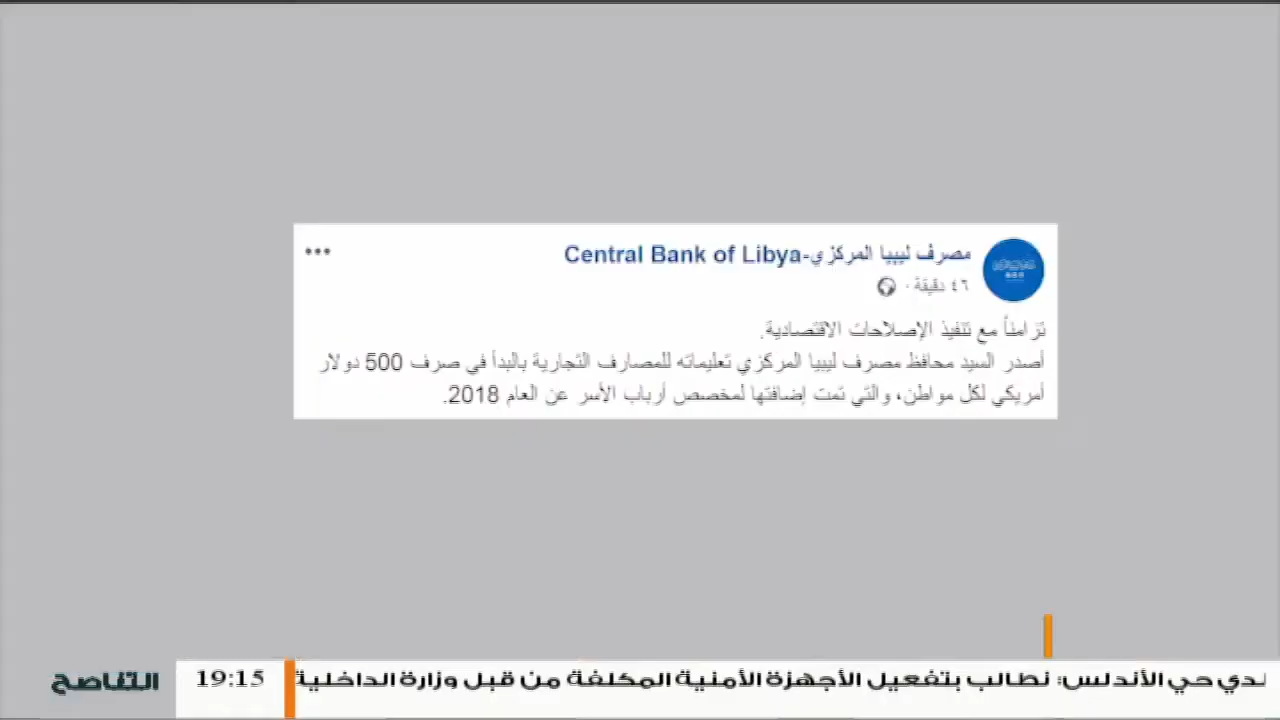 مصرف ليبيا المركزي-Central Bank of Libya
٤٦ دقيقة ·
تزامناً مع تنفيذ الإصلاحات الاقتصادية.
أصدر السيد محافظ مصرف ليبيا المركزي تعليماته للمصارف التجارية بالبدأ في صرف 500 دولار
أمريكي لكل مواطن، والتي تمت إضافتها لمخصص أرباب الأسر عن العام 2018.
حي الأندلس: نطالب بتفعيل الأجهزة الأمنية المكلفة من قبل وزارة الداخلية
19:15
التناصح